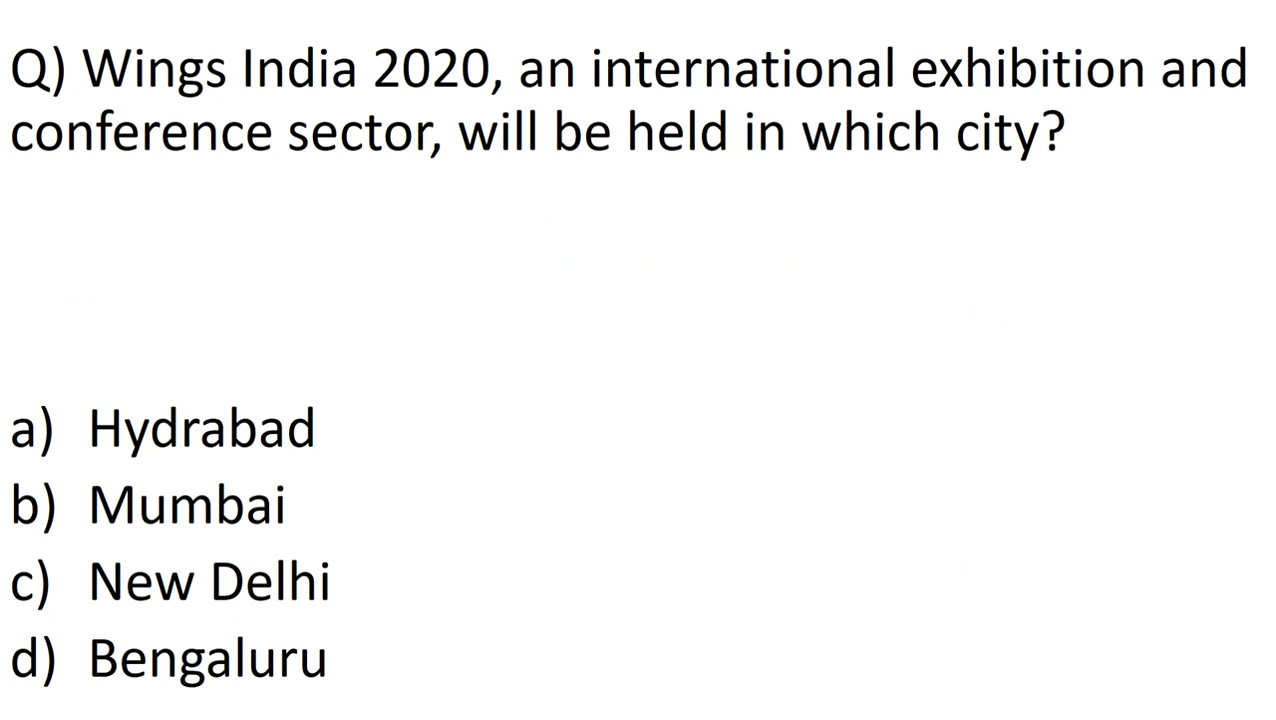 Q) Wings India 2020, an international exhibition and
conference sector, will be held in which city?
a) Hydrabad
b) Mumbai
c) New Delhi
d) Bengaluru